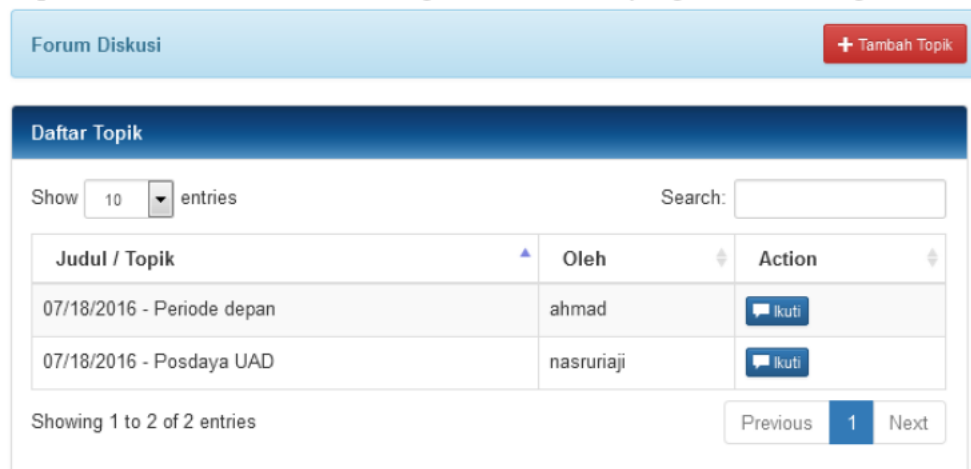 Forum Diskusi
+ Tambah Topik
Daftar Topik
Show 10 entries
Search:
Judul / Topik Oleh Action
07/18/2016 - Periode depan ahmad Ikuti
07/18/2016 - Posdaya UAD nasruriaji Ikuti
Showing 1 to 2 of 2 entries
Previous 1 Next